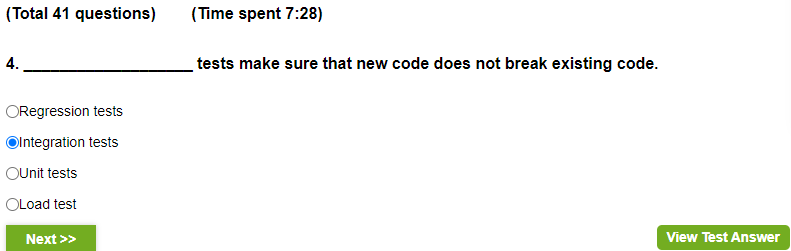 (Total 41 questions) (Time spent 7:28)
4. ___________________ tests make sure that new code does not break existing code.
Regression tests
Integration tests
Unit tests
Load test
Next >> View Test Answer